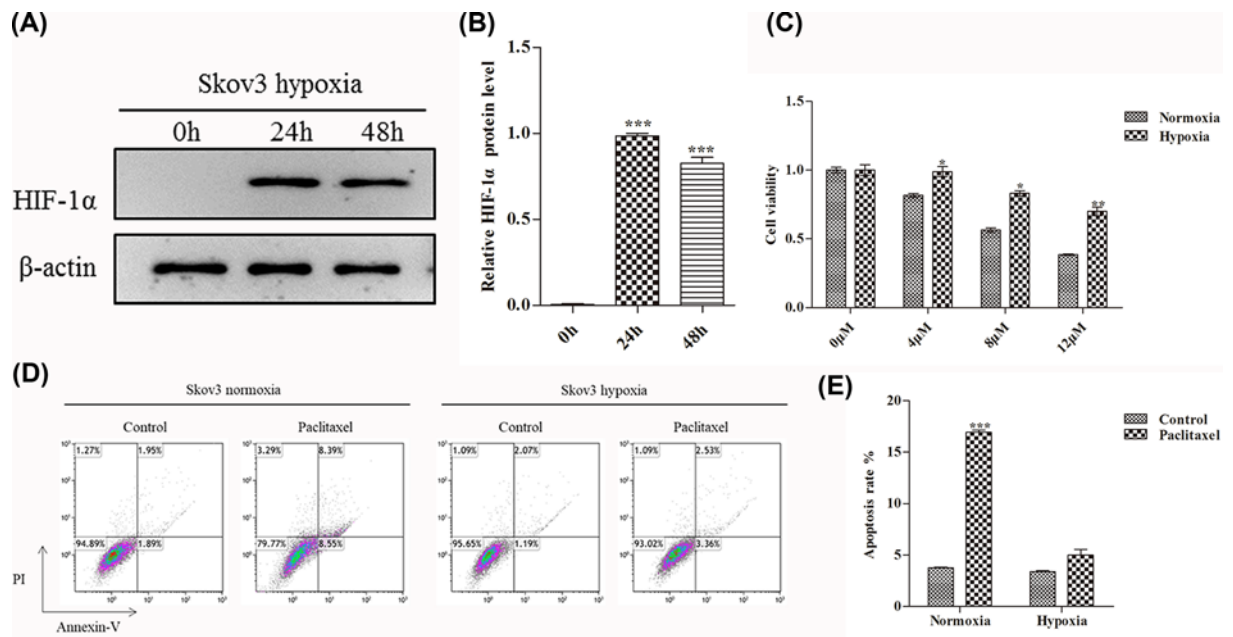 (A)
Skov3 hypoxia
0h 24h 48h
HIF-1α
β-actin
(B)
Relative HIF-1α protein level
1.5
1.0
0.5
0.0
***
***
0h 24h 48h
(C)
Cell viability
1.5
1.0
0.5
0.0
*
*
**
0μM 4μM 8μM 12μM
Normoxia
Hypoxia
(D)
Skov3 normoxia Skov3 hypoxia
Control Paclitaxel Control Paclitaxel
1.27% 1.95% 3.29% 8.39% 1.09% 2.07% 1.09% 2.53%
94.89% 1.89% 79.77% 8.55% 95.65% 1.19% 93.02% 3.36%
PI
Annexin-V
(E)
Apoptosis rate %
20
15
10
5
0
***
Normoxia Hypoxia
Control
Paclitaxel